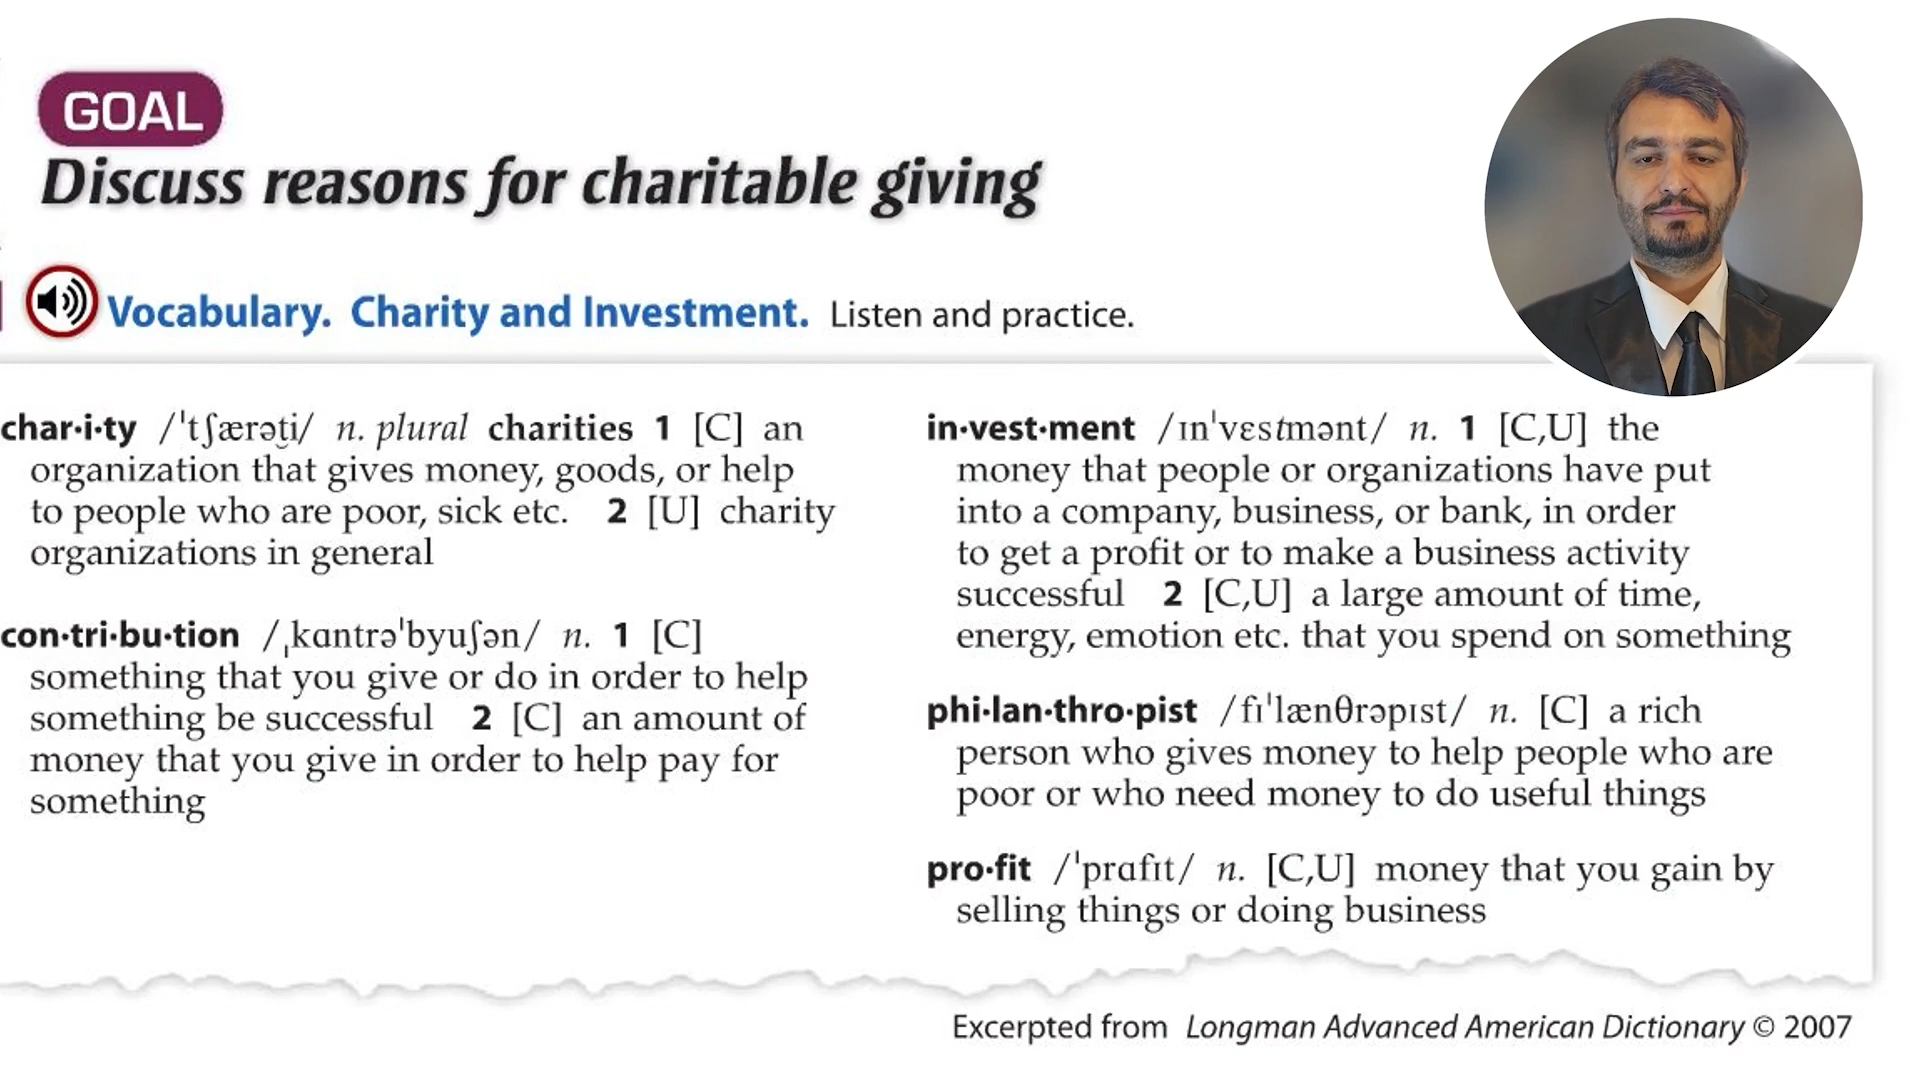 GOAL
Discuss reasons for charitable giving
Vocabulary. Charity and Investment. Listen and practice.
char·i·ty /ˈtʃærət̬i/ n. plural charities 1 [C] an
organization that gives money, goods, or help
to people who are poor, sick etc. 2 [U] charity
organizations in general
con·tri·bu·tion /ˌkɑntrəˈbyuʃən/ n. 1 [C]
something that you give or do in order to help
something be successful 2 [C] an amount of
money that you give in order to help pay for
something
in·vest·ment /ɪnˈvɛstmənt/ n. 1 [C,U] the
money that people or organizations have put
into a company, business, or bank, in order
to get a profit or to make a business activity
successful 2 [C,U] a large amount of time,
energy, emotion etc. that you spend on something
phi·lan·thro·pist /fɪˈlænθrəpɪst/ n. [C] a rich
person who gives money to help people who are
poor or who need money to do useful things
pro·fit /ˈprɑfɪt/ n. [C,U] money that you gain by
selling things or doing business
Excerpted from Longman Advanced American Dictionary © 2007